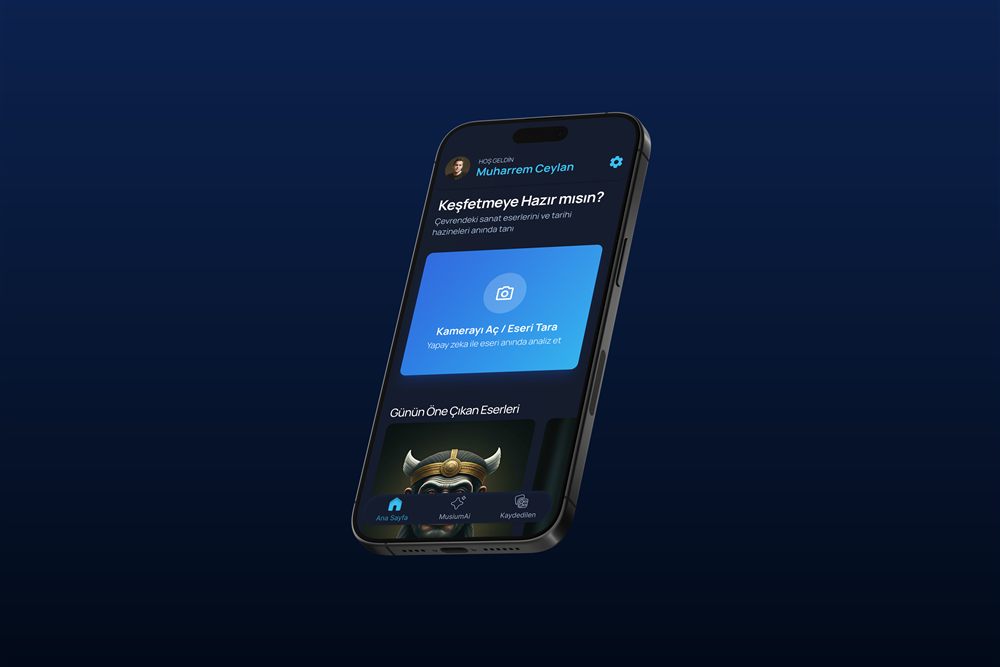 HOŞ GELDİN
Muharrem Ceylan
Keşfetmeye Hazır mısın?
Çevrendeki sanat eserlerini ve tarihi
hazineleri anında tanı
Kamerayı Aç / Eseri Tara
Yapay zeka ile eseri anında analiz et
Günün Öne Çıkan Eserleri
Ana Sayfa
MusiumAi
Kaydedilen